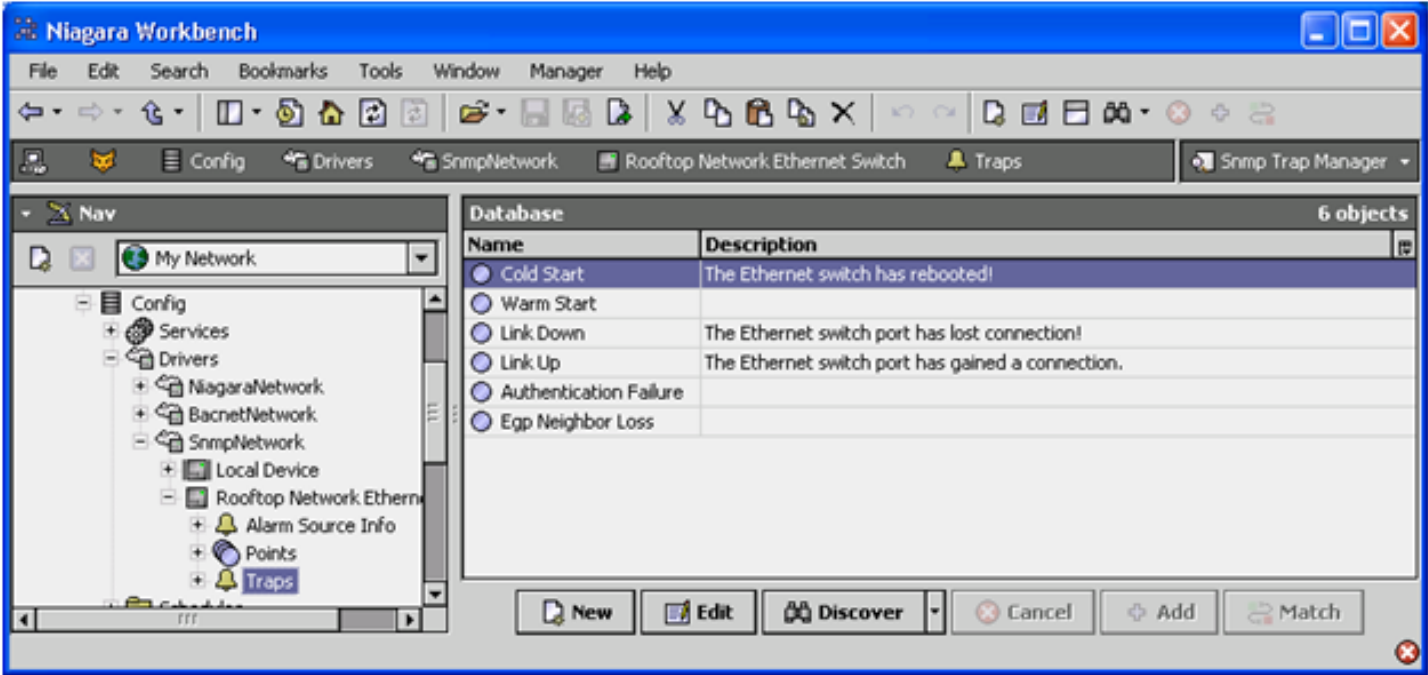 Niagara Workbench
File Edit Search Bookmarks Tools Window Manager Help
Config Drivers SnmpNetwork Rooftop Network Ethernet Switch Traps Snmp Trap Manager
Nav
My Network
Config
Services
Drivers
NiagaraNetwork
BacnetNetwork
SnmpNetwork
Local Device
Rooftop Network Ethern
Alarm Source Info
Points
Traps
Database 6 objects
Name Description
Cold Start The Ethernet switch has rebooted!
Warm Start
Link Down The Ethernet switch port has lost connection!
Link Up The Ethernet switch port has gained a connection.
Authentication Failure
Egp Neighbor Loss
New Edit Discover Cancel Add Match